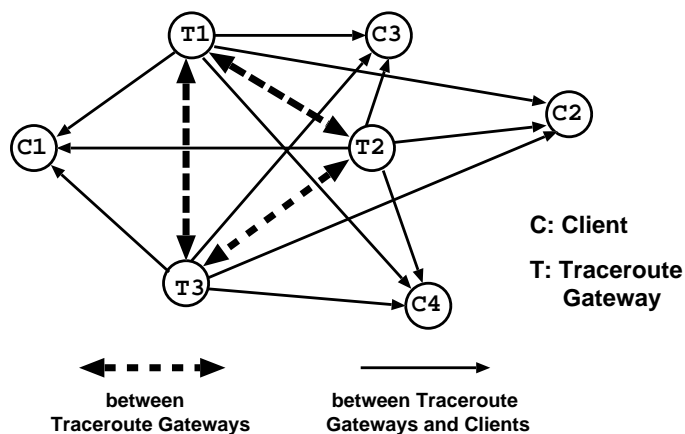 T1
C3
C2
C1
T2
C: Client
T: Traceroute
Gateway
T3
C4
between
Traceroute Gateways
between Traceroute
Gateways and Clients